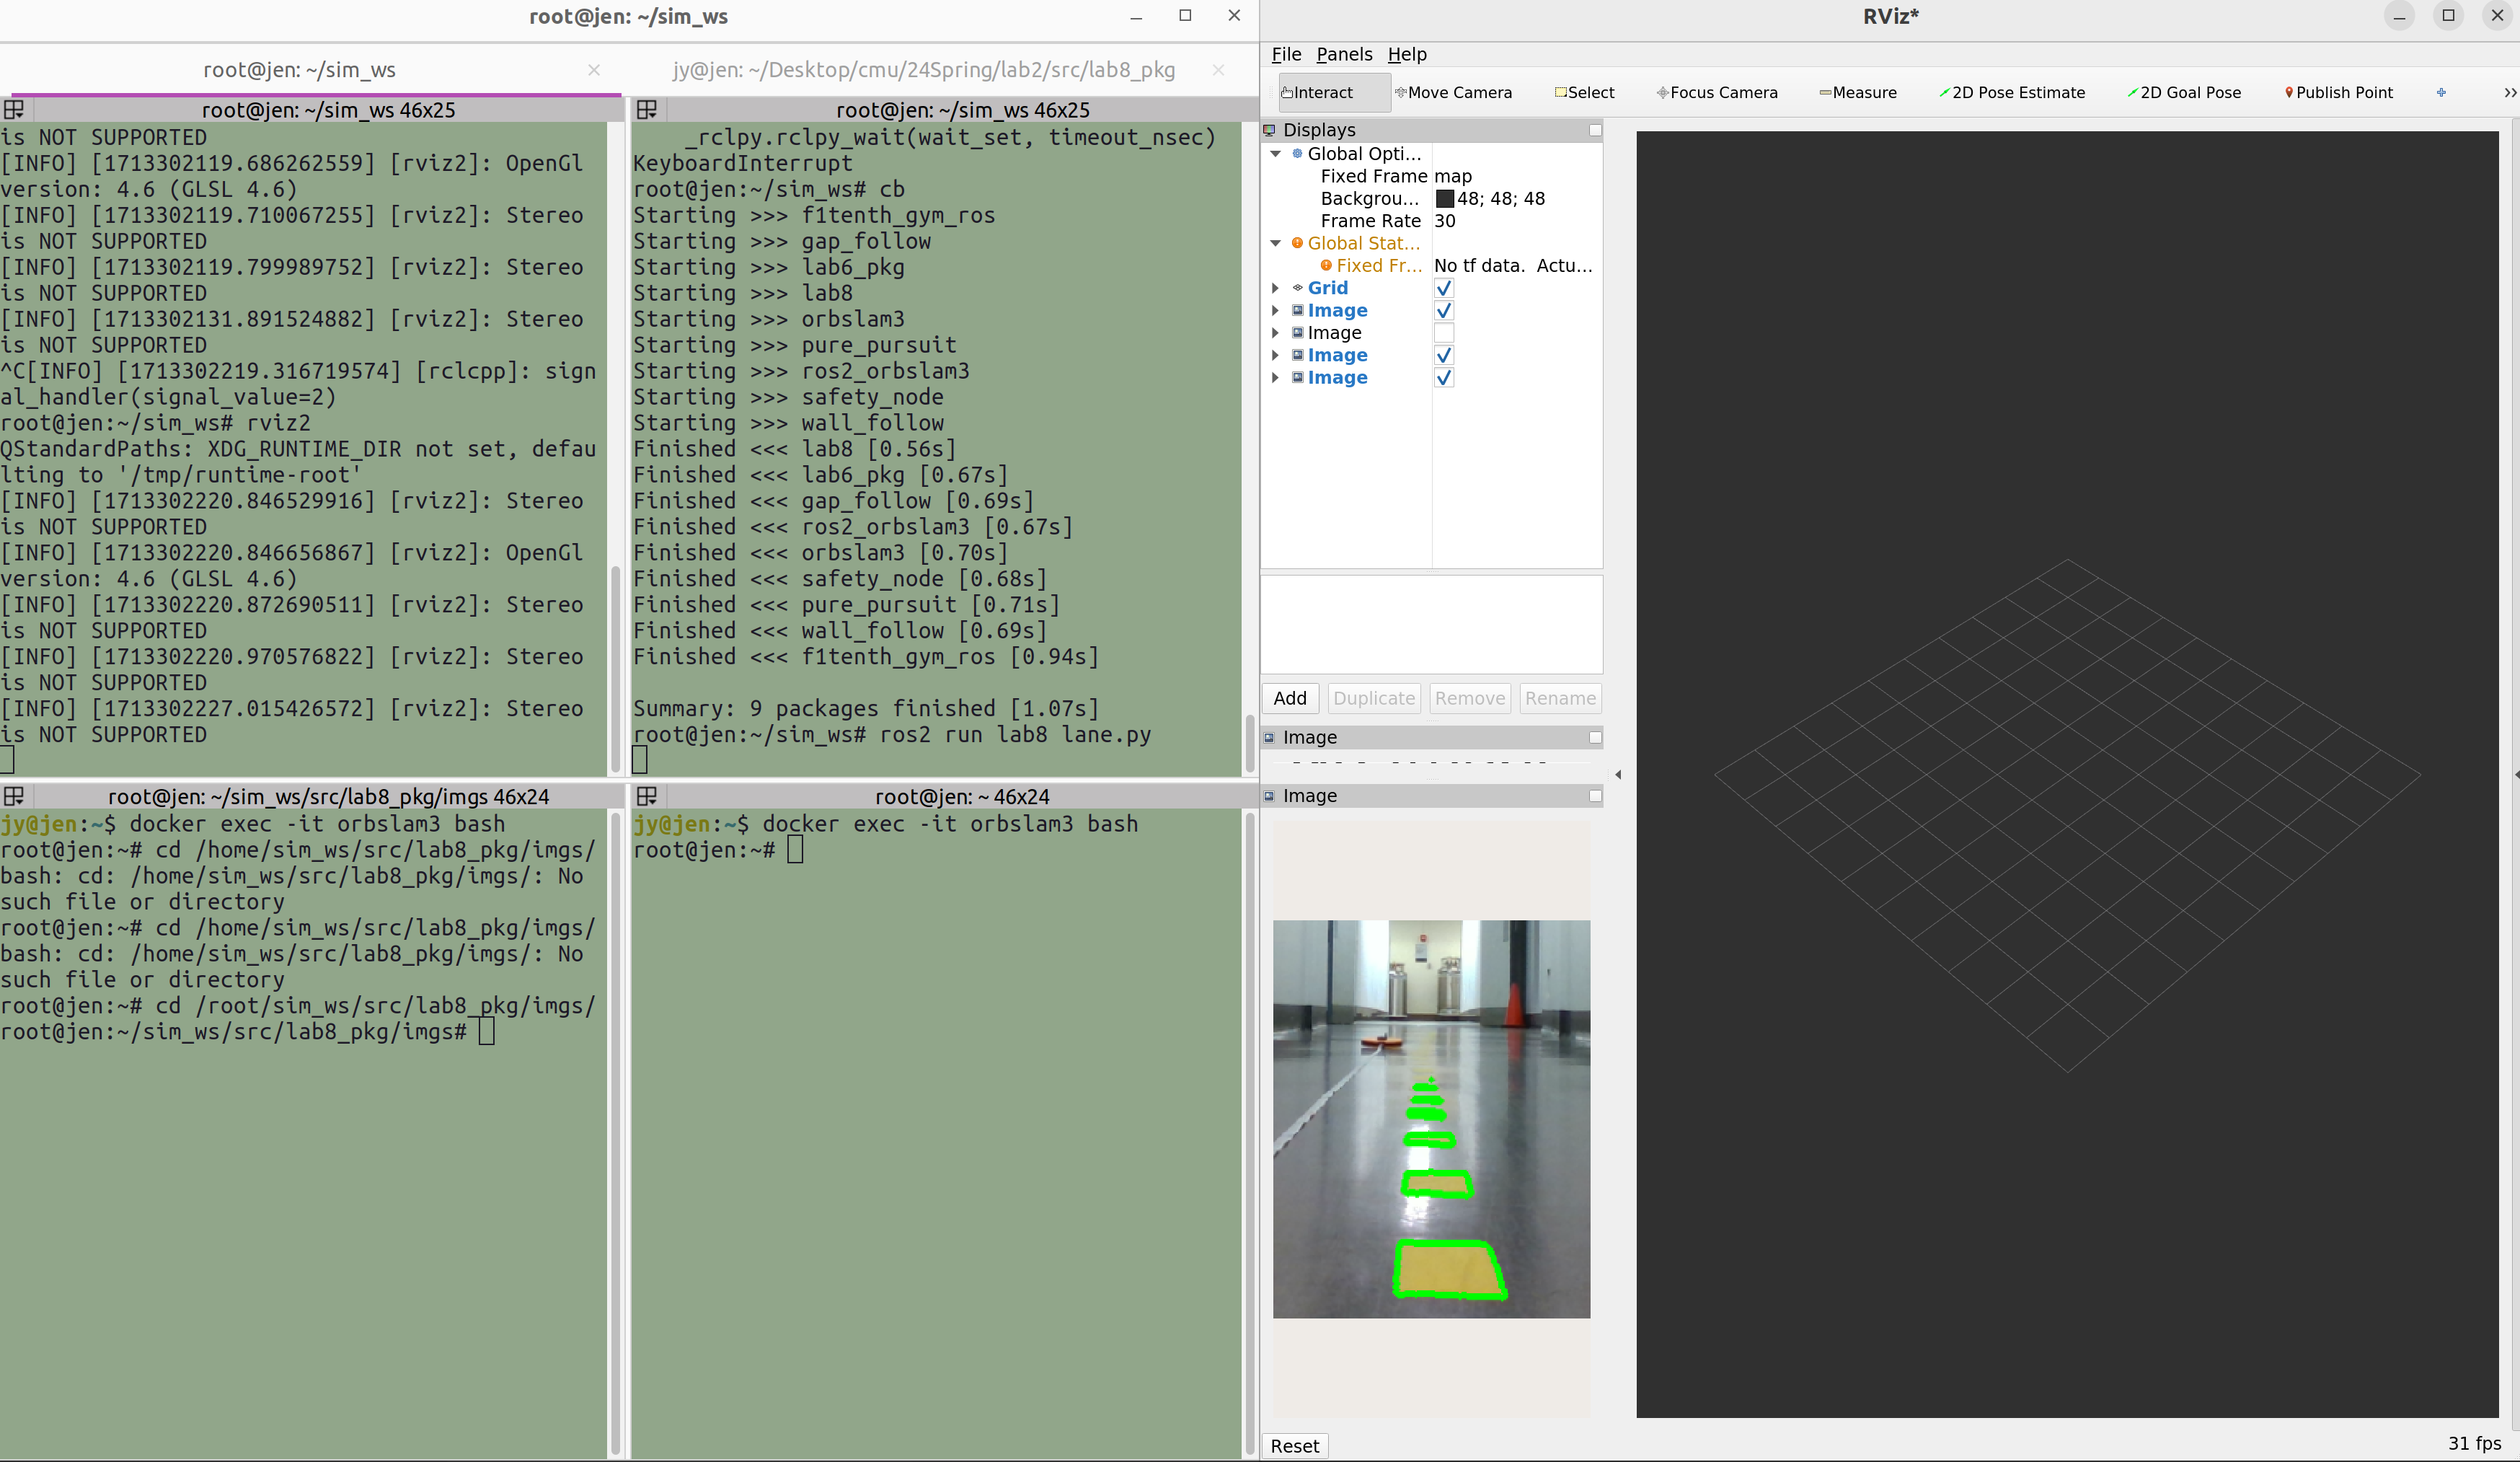 root@jen: ~/sim_ws
root@jen: ~/sim_ws
jy@jen: ~/Desktop/cmu/24Spring/lab2/src/lab8_pkg
root@jen: ~/sim_ws 46x25
is NOT SUPPORTED
[INFO] [1713302119.686262559] [rviz2]: OpenGl
version: 4.6 (GLSL 4.6)
[INFO] [1713302119.710067255] [rviz2]: Stereo
is NOT SUPPORTED
[INFO] [1713302119.799989752] [rviz2]: Stereo
is NOT SUPPORTED
[INFO] [1713302131.891524882] [rviz2]: Stereo
is NOT SUPPORTED
^C[INFO] [1713302219.316719574] [rclcpp]: sign
al_handler(signal_value=2)
root@jen:~/sim_ws# rviz2
QStandardPaths: XDG_RUNTIME_DIR not set, defau
lting to '/tmp/runtime-root'
[INFO] [1713302220.846529916] [rviz2]: Stereo
is NOT SUPPORTED
[INFO] [1713302220.846656867] [rviz2]: OpenGl
version: 4.6 (GLSL 4.6)
[INFO] [1713302220.872690511] [rviz2]: Stereo
is NOT SUPPORTED
[INFO] [1713302220.970576822] [rviz2]: Stereo
is NOT SUPPORTED
[INFO] [1713302227.015426572] [rviz2]: Stereo
is NOT SUPPORTED
root@jen: ~/sim_ws 46x25
_rclpy.rclpy_wait(wait_set, timeout_nsec)
KeyboardInterrupt
root@jen:~/sim_ws# cb
Starting >>> f1tenth_gym_ros
Starting >>> gap_follow
Starting >>> lab6_pkg
Starting >>> lab8
Starting >>> orbslam3
Starting >>> pure_pursuit
Starting >>> ros2_orbslam3
Starting >>> safety_node
Starting >>> wall_follow
Finished <<< lab8 [0.56s]
Finished <<< lab6_pkg [0.67s]
Finished <<< gap_follow [0.69s]
Finished <<< ros2_orbslam3 [0.67s]
Finished <<< orbslam3 [0.70s]
Finished <<< safety_node [0.68s]
Finished <<< pure_pursuit [0.71s]
Finished <<< wall_follow [0.69s]
Finished <<< f1tenth_gym_ros [0.94s]
Summary: 9 packages finished [1.07s]
root@jen:~/sim_ws# ros2 run lab8 lane.py
root@jen: ~/sim_ws/src/lab8_pkg/imgs 46x24
jy@jen:~$ docker exec -it orbslam3 bash
root@jen:~# cd /home/sim_ws/src/lab8_pkg/imgs/
bash: cd: /home/sim_ws/src/lab8_pkg/imgs/: No
such file or directory
root@jen:~# cd /home/sim_ws/src/lab8_pkg/imgs/
bash: cd: /home/sim_ws/src/lab8_pkg/imgs/: No
such file or directory
root@jen:~# cd /root/sim_ws/src/lab8_pkg/imgs/
root@jen:~/sim_ws/src/lab8_pkg/imgs#
root@jen: ~ 46x24
jy@jen:~$ docker exec -it orbslam3 bash
root@jen:~#
RViz*
File Panels Help
Interact Move Camera Select Focus Camera Measure 2D Pose Estimate 2D Goal Pose Publish Point
Displays
Global Opti...
Fixed Frame map
Backgrou... 48; 48; 48
Frame Rate 30
Global Stat...
Fixed Fr... No tf data. Actu...
Grid
Image
Image
Image
Image
Add Duplicate Remove Rename
Image
Image
Reset
31 fps